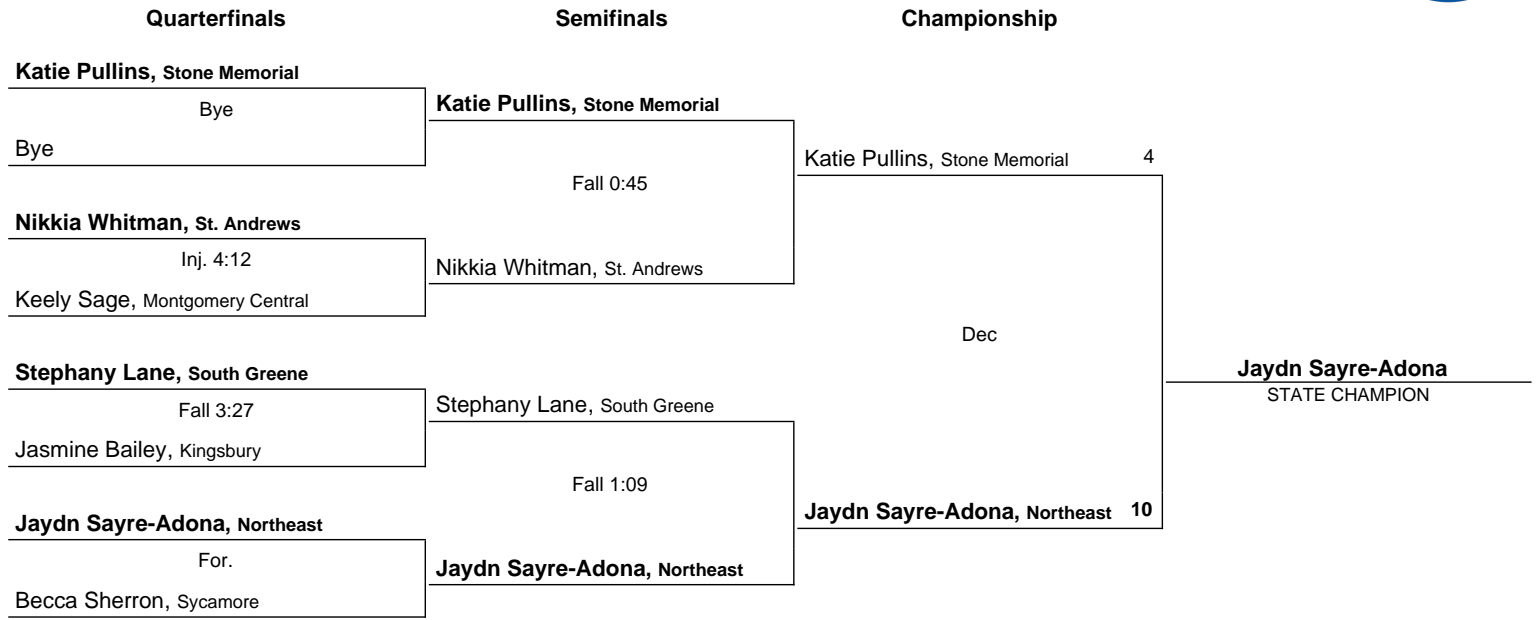 Quarterfinals
Semifinals
Championship
Katie Pullins, Stone Memorial
Bye
Bye
Nikkia Whitman, St. Andrews
Inj. 4:12
Keely Sage, Montgomery Central
Stephany Lane, South Greene
Fall 3:27
Jasmine Bailey, Kingsbury
Jaydn Sayre-Adona, Northeast
For.
Becca Sherron, Sycamore
Katie Pullins, Stone Memorial
Fall 0:45
Nikkia Whitman, St. Andrews
Stephany Lane, South Greene
Fall 1:09
Jaydn Sayre-Adona, Northeast
Katie Pullins, Stone Memorial 4
Dec
Jaydn Sayre-Adona, Northeast 10
Jaydn Sayre-Adona
STATE CHAMPION